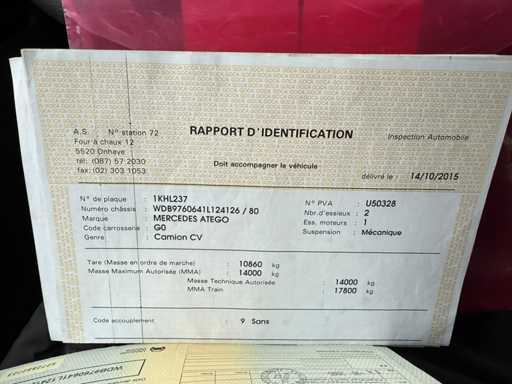 A.S. N° station 72
Four à chaux 12
5520 Onhaye
tél: (087) 57 2030
fax: (02) 303 1053
RAPPORT D'IDENTIFICATION
Doit accompagner le véhicule
Inspection Automobile
délivré le : 14/10/2015
N° de plaque : 1KHL237
Numéro châssis : WDB9760641L124126 / 80
Marque : MERCEDES ATEGO
Code carrosserie : G0
Genre : Camion CV
N° PVA : U50328
Nbr.d'essieux : 2
Ess. moteurs : 1
Suspension : Mécanique
Tare (Masse en ordre de marche) : 10860 kg
Masse Maximum Autorisée (MMA) : 14000 kg
Masse Technique Autorisée : 14000 kg
MMA Train : 17800 kg
Code accouplement : 9 Sans